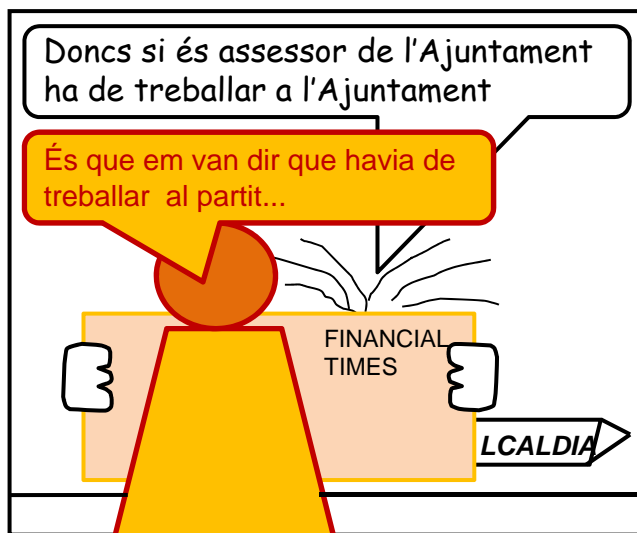 Doncs si és assessor de l'Ajuntament
ha de treballar a l'Ajuntament
És que em van dir que havia de
treballar al partit...
FINANCIAL
TIMES
LCALDIA